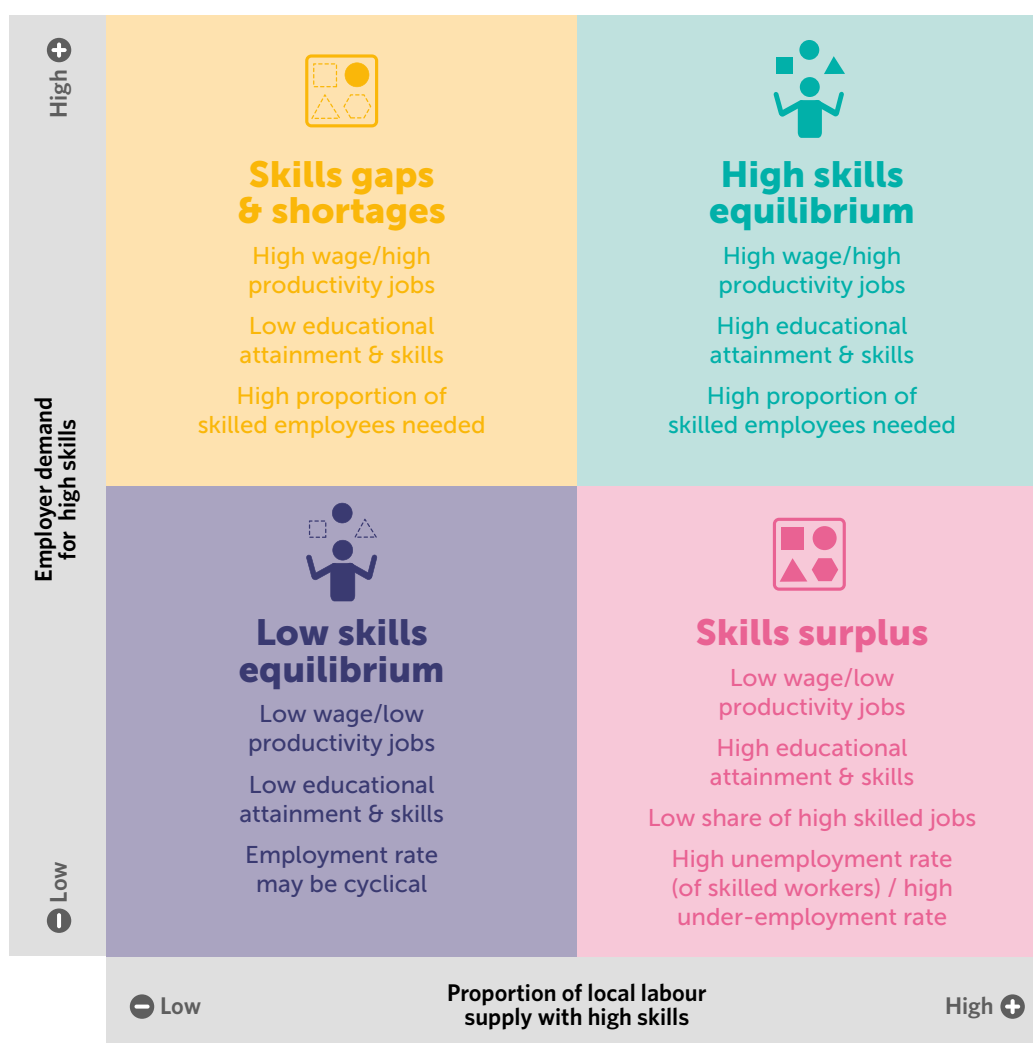 High
Employer demand
for high skills
Low
Skills gaps
& shortages
High wage/high
productivity jobs
Low educational
attainment & skills
High proportion of
skilled employees needed
High skills
equilibrium
High wage/high
productivity jobs
High educational
attainment & skills
High proportion of
skilled employees needed
Low skills
equilibrium
Low wage/low
productivity jobs
Low educational
attainment & skills
Employment rate
may be cyclical
Skills surplus
Low wage/low
productivity jobs
High educational
attainment & skills
Low share of high skilled jobs
High unemployment rate
(of skilled workers) / high
under-employment rate
Low
Proportion of local labour
supply with high skills
High